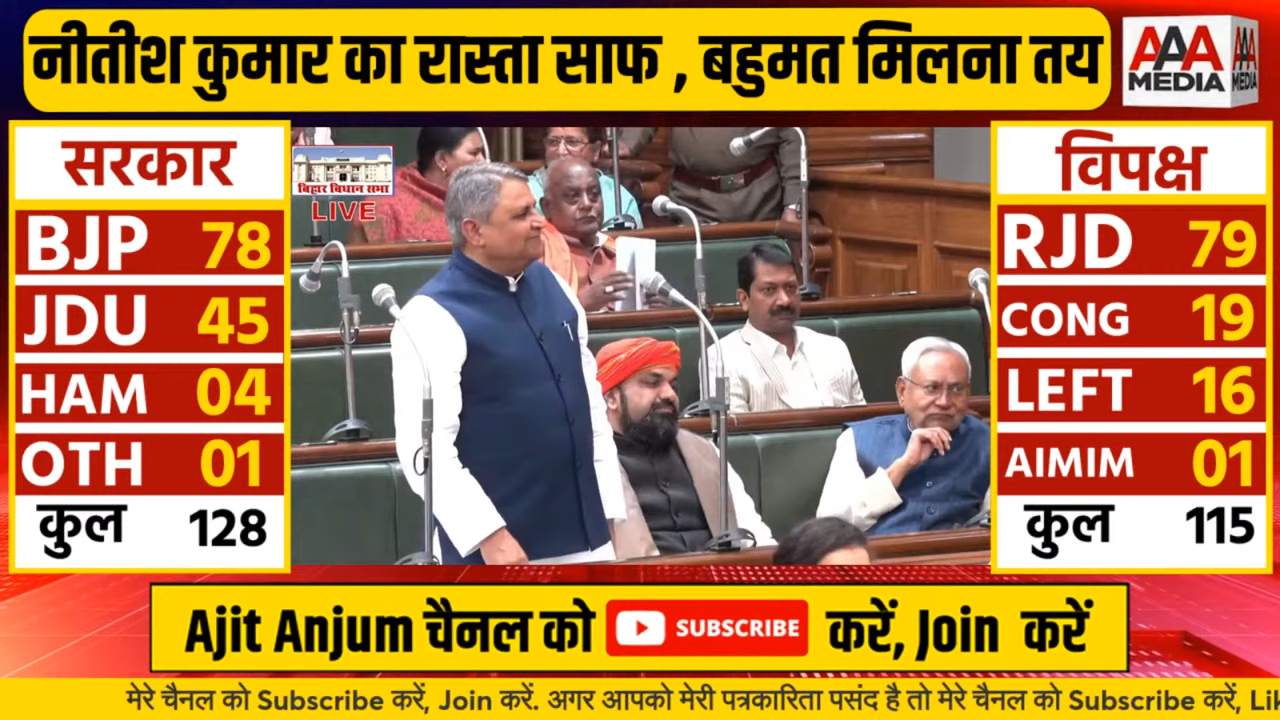 नीतीश कुमार का रास्ता साफ , बहुमत मिलना तय
AAA
MEDIA
AAA
MEDIA
सरकार
BJP 78
JDU 45
HAM 04
OTH 01
कुल 128
बिहार विधान सभा
LIVE
विपक्ष
RJD 79
CONG 19
LEFT 16
AIMIM 01
कुल 115
Ajit Anjum चैनल को SUBSCRIBE करें, Join करें
मेरे चैनल को Subscribe करें, Join करें. अगर आपको मेरी पत्रकारिता पसंद है तो मेरे चैनल को Subscribe करें, Lik